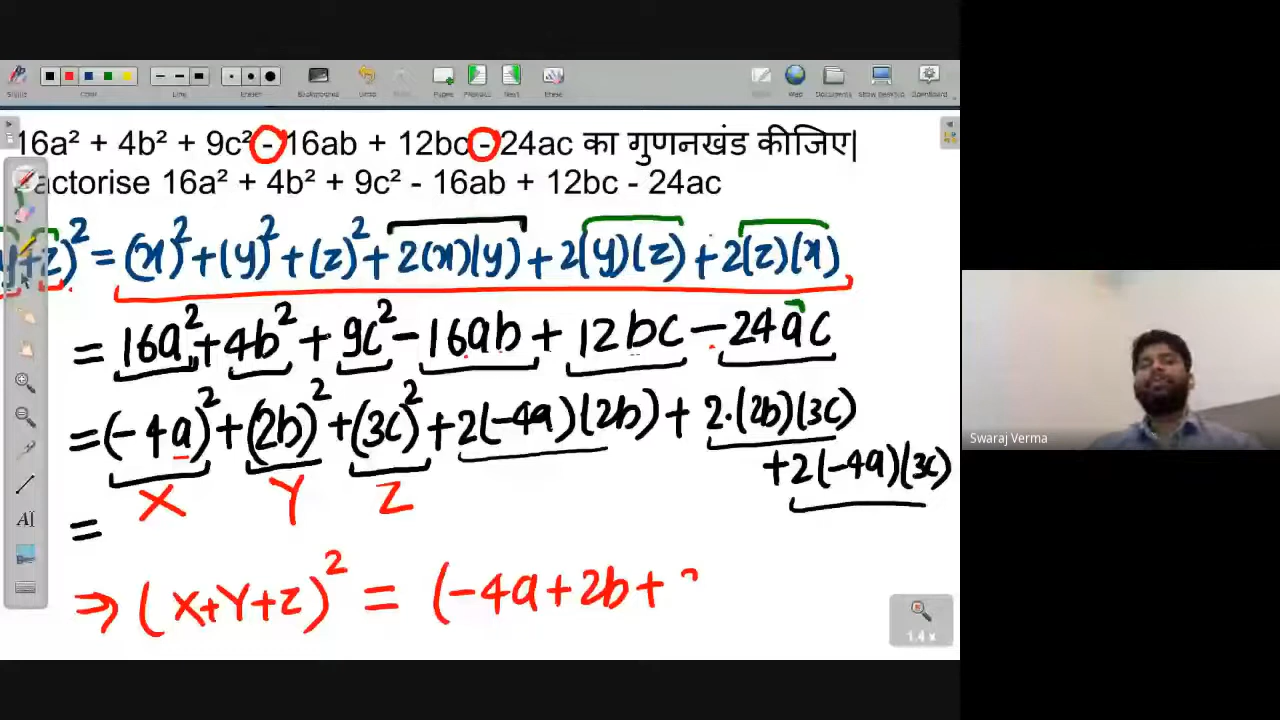 16a² + 4b² + 9c² - 16ab + 12bc - 24ac का गुणनखंड कीजिए|
actorise 16a² + 4b² + 9c² - 16ab + 12bc - 24ac
y+z)² = (x)² + (y)² + (z)² + 2(x)(y) + 2(y)(z) + 2(z)(x)
= 16a² + 4b² + 9c² - 16ab + 12bc - 24ac
= (-4a)² + (2b)² + (3c)² + 2(-4a)(2b) + 2·(2b)(3c)
+ 2(-4a)(3c)
X Y Z
=
⇒ (X+Y+Z)² = (-4a+2b+
Swaraj Verma
1.4 x